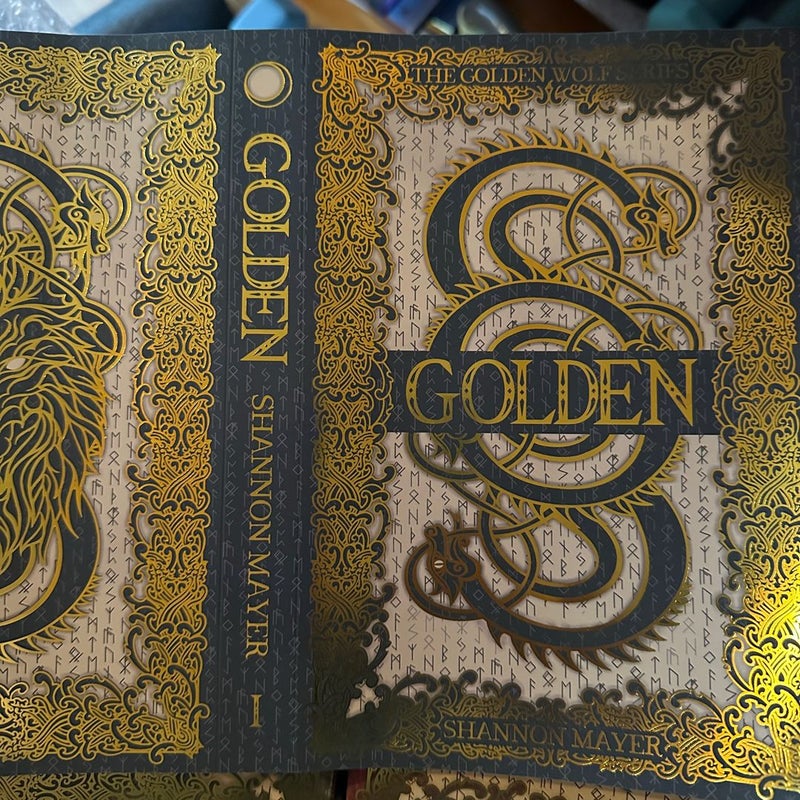 GOLDEN
SHANNON MAYER
I
THE GOLDEN WOLF SERIES
GOLDEN
SHANNON MAYER